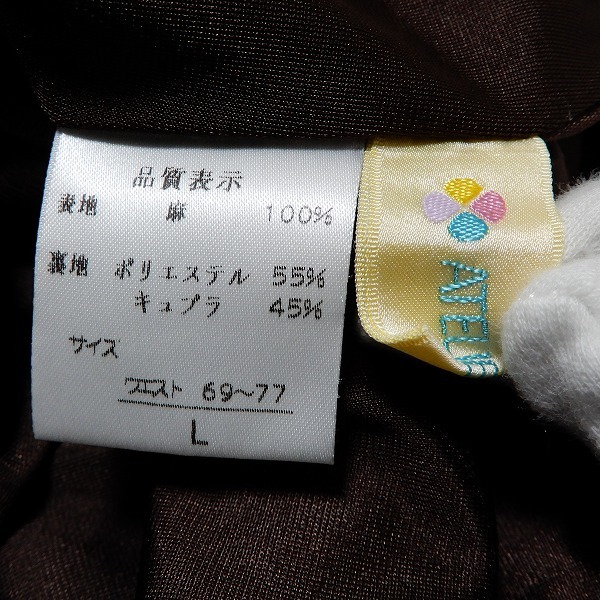 品質表示
表地 麻 100%
裏地 ポリエステル 55%
キュプラ 45%
サイズ
ウエスト 69~77
L